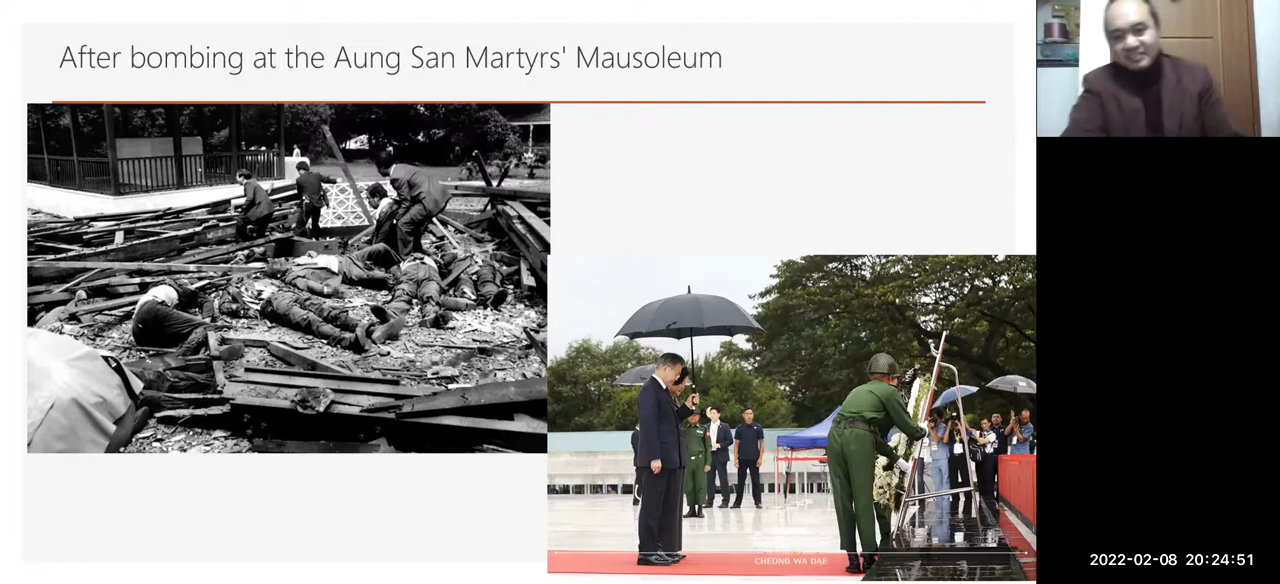 After bombing at the Aung San Martyrs' Mausoleum
CHEONG WA DAE
2022-02-08 20:24:51